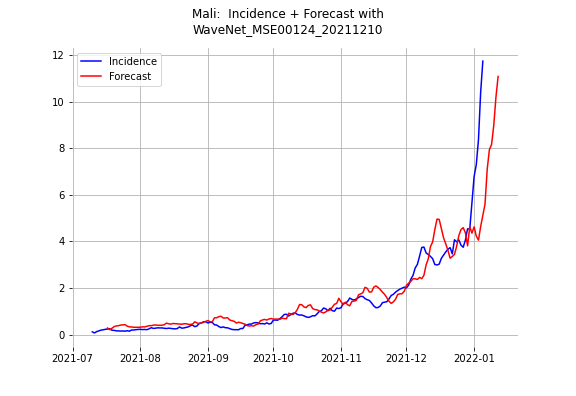 Mali:  Incidence + Forecast with
WaveNet_MSE00124_20211210
12
10
8
6
4
2
0
Incidence
Forecast
2021-07 2021-08 2021-09 2021-10 2021-11 2021-12 2022-01